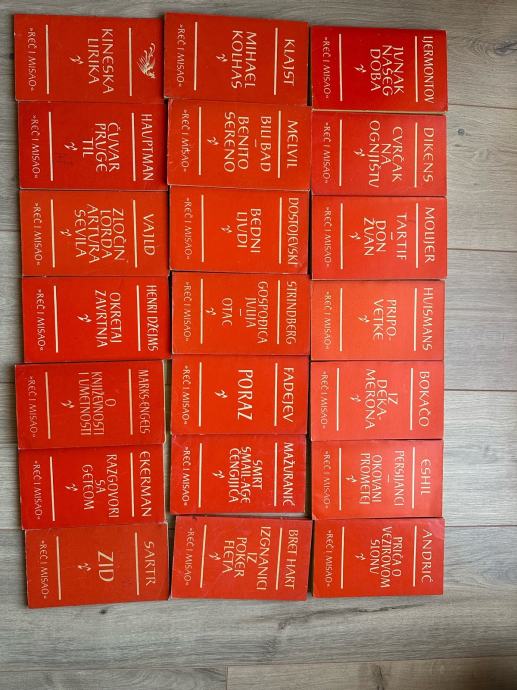 LJERMONTOV
JUNAK
NAŠEG
DOBA
»REČ I MISAO«
DIKENS
CVRČAK
NA
OGNJIŠTU
»REČ I MISAO«
MOLIJER
TARTIF
–
DON
ŽUAN
»REČ I MISAO«
HUISMANS
PRIPO-
VETKE
»REČ I MISAO«
BOKAČO
IZ
DEKA-
MERONA
»REČ I MISAO«
ESHIL
PERSIJANCI
–
OKOVANI
PROMETEJ
»REČ I MISAO«
ANDRIĆ
PRIČA O
VEZIROVOM
SLONU
»REČ I MISAO«
KLAJST
MIHAEL
KOLHAS
»REČ I MISAO«
MELVIL
BILI BAD
–
BENITO
SERENO
»REČ I MISAO«
DOSTOJEVSKI
BEDNI
LJUDI
»REČ I MISAO«
STRINDBERG
GOSPOĐICA
JULIJA
–
OTAC
»REČ I MISAO«
FADEJEV
PORAZ
»REČ I MISAO«
MAŽURANIĆ
SMRT
SMAIL-AGE
ČENGIJIĆA
»REČ I MISAO«
BRET HART
IZGNANICI
IZ
POKER
FLETA
»REČ I MISAO«
KINESKA
LIRIKA
»REČ I MISAO«
HAUPTMAN
ČUVAR
PRUGE
TIL
»REČ I MISAO«
VAJLD
ZLOČIN
LORDA
ARTURA
SEVILA
»REČ I MISAO«
HENRI DŽEJMS
OKRETAJ
ZAVRTNJA
»REČ I MISAO«
MARKS-ENGELS
O
KNJIŽEVNOSTI
I UMETNOSTI
»REČ I MISAO«
EKERMAN
RAZGOVORI
SA
GETEOM
»REČ I MISAO«
SARTR
ZID
»REČ I MISAO«